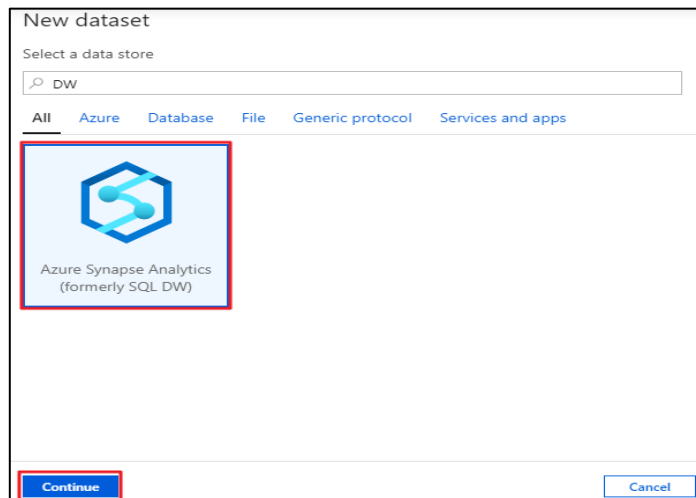 New dataset
Select a data store
DW
All Azure Database File Generic protocol Services and apps
Azure Synapse Analytics
(formerly SQL DW)
Continue Cancel